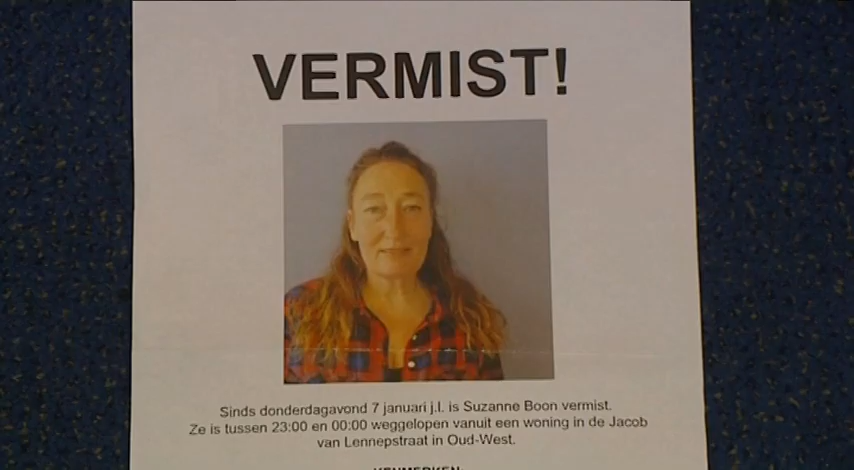 VERMIST!
Sinds donderdagavond 7 januari j.l. is Suzanne Boon vermist.
Ze is tussen 23:00 en 00:00 weggelopen vanuit een woning in de Jacob
van Lennepstraat in Oud-West.
KENMERKEN